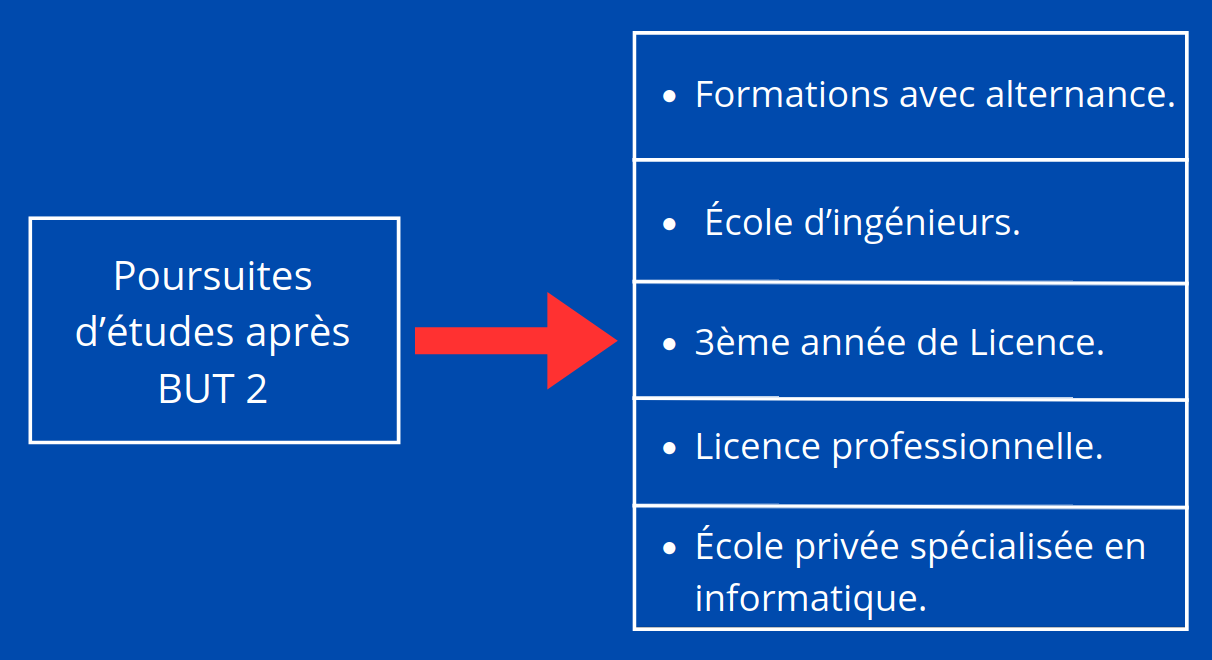 Poursuites
d’études après
BUT 2
• Formations avec alternance.
• École d’ingénieurs.
• 3ème année de Licence.
• Licence professionnelle.
• École privée spécialisée en
informatique.